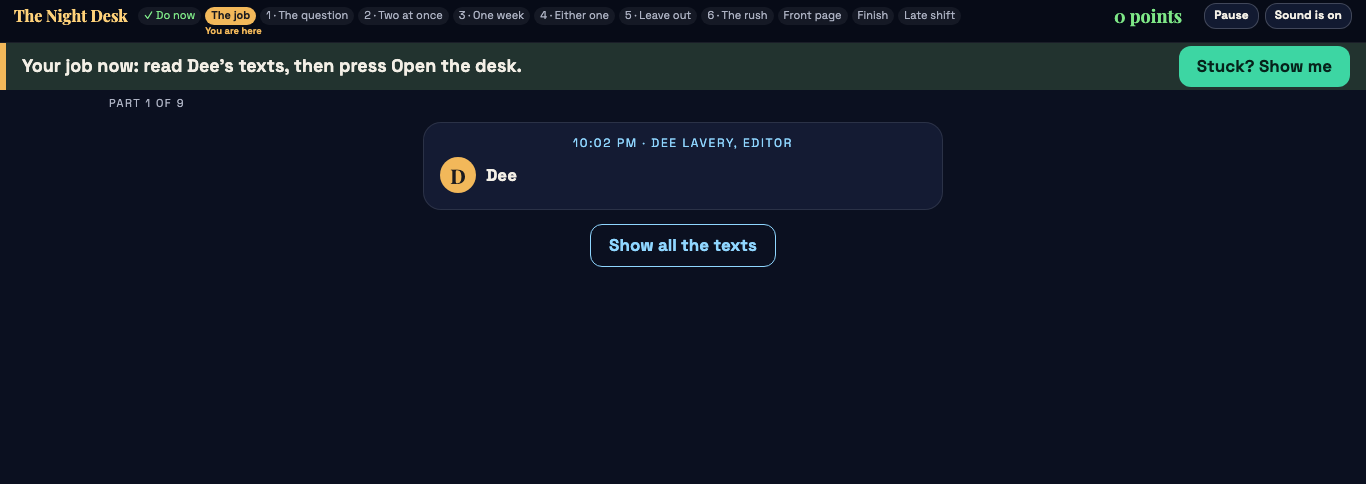 The Night Desk ✓ Do now The job 1 · The question 2 · Two at once 3 · One week 4 · Either one 5 · Leave out 6 · The rush Front page Finish Late shift 0 points Pause Sound is on
You are here
Your job now: read Dee's texts, then press Open the desk. Stuck? Show me
PART 1 OF 9
10:02 PM · DEE LAVERY, EDITOR
D Dee
Show all the texts